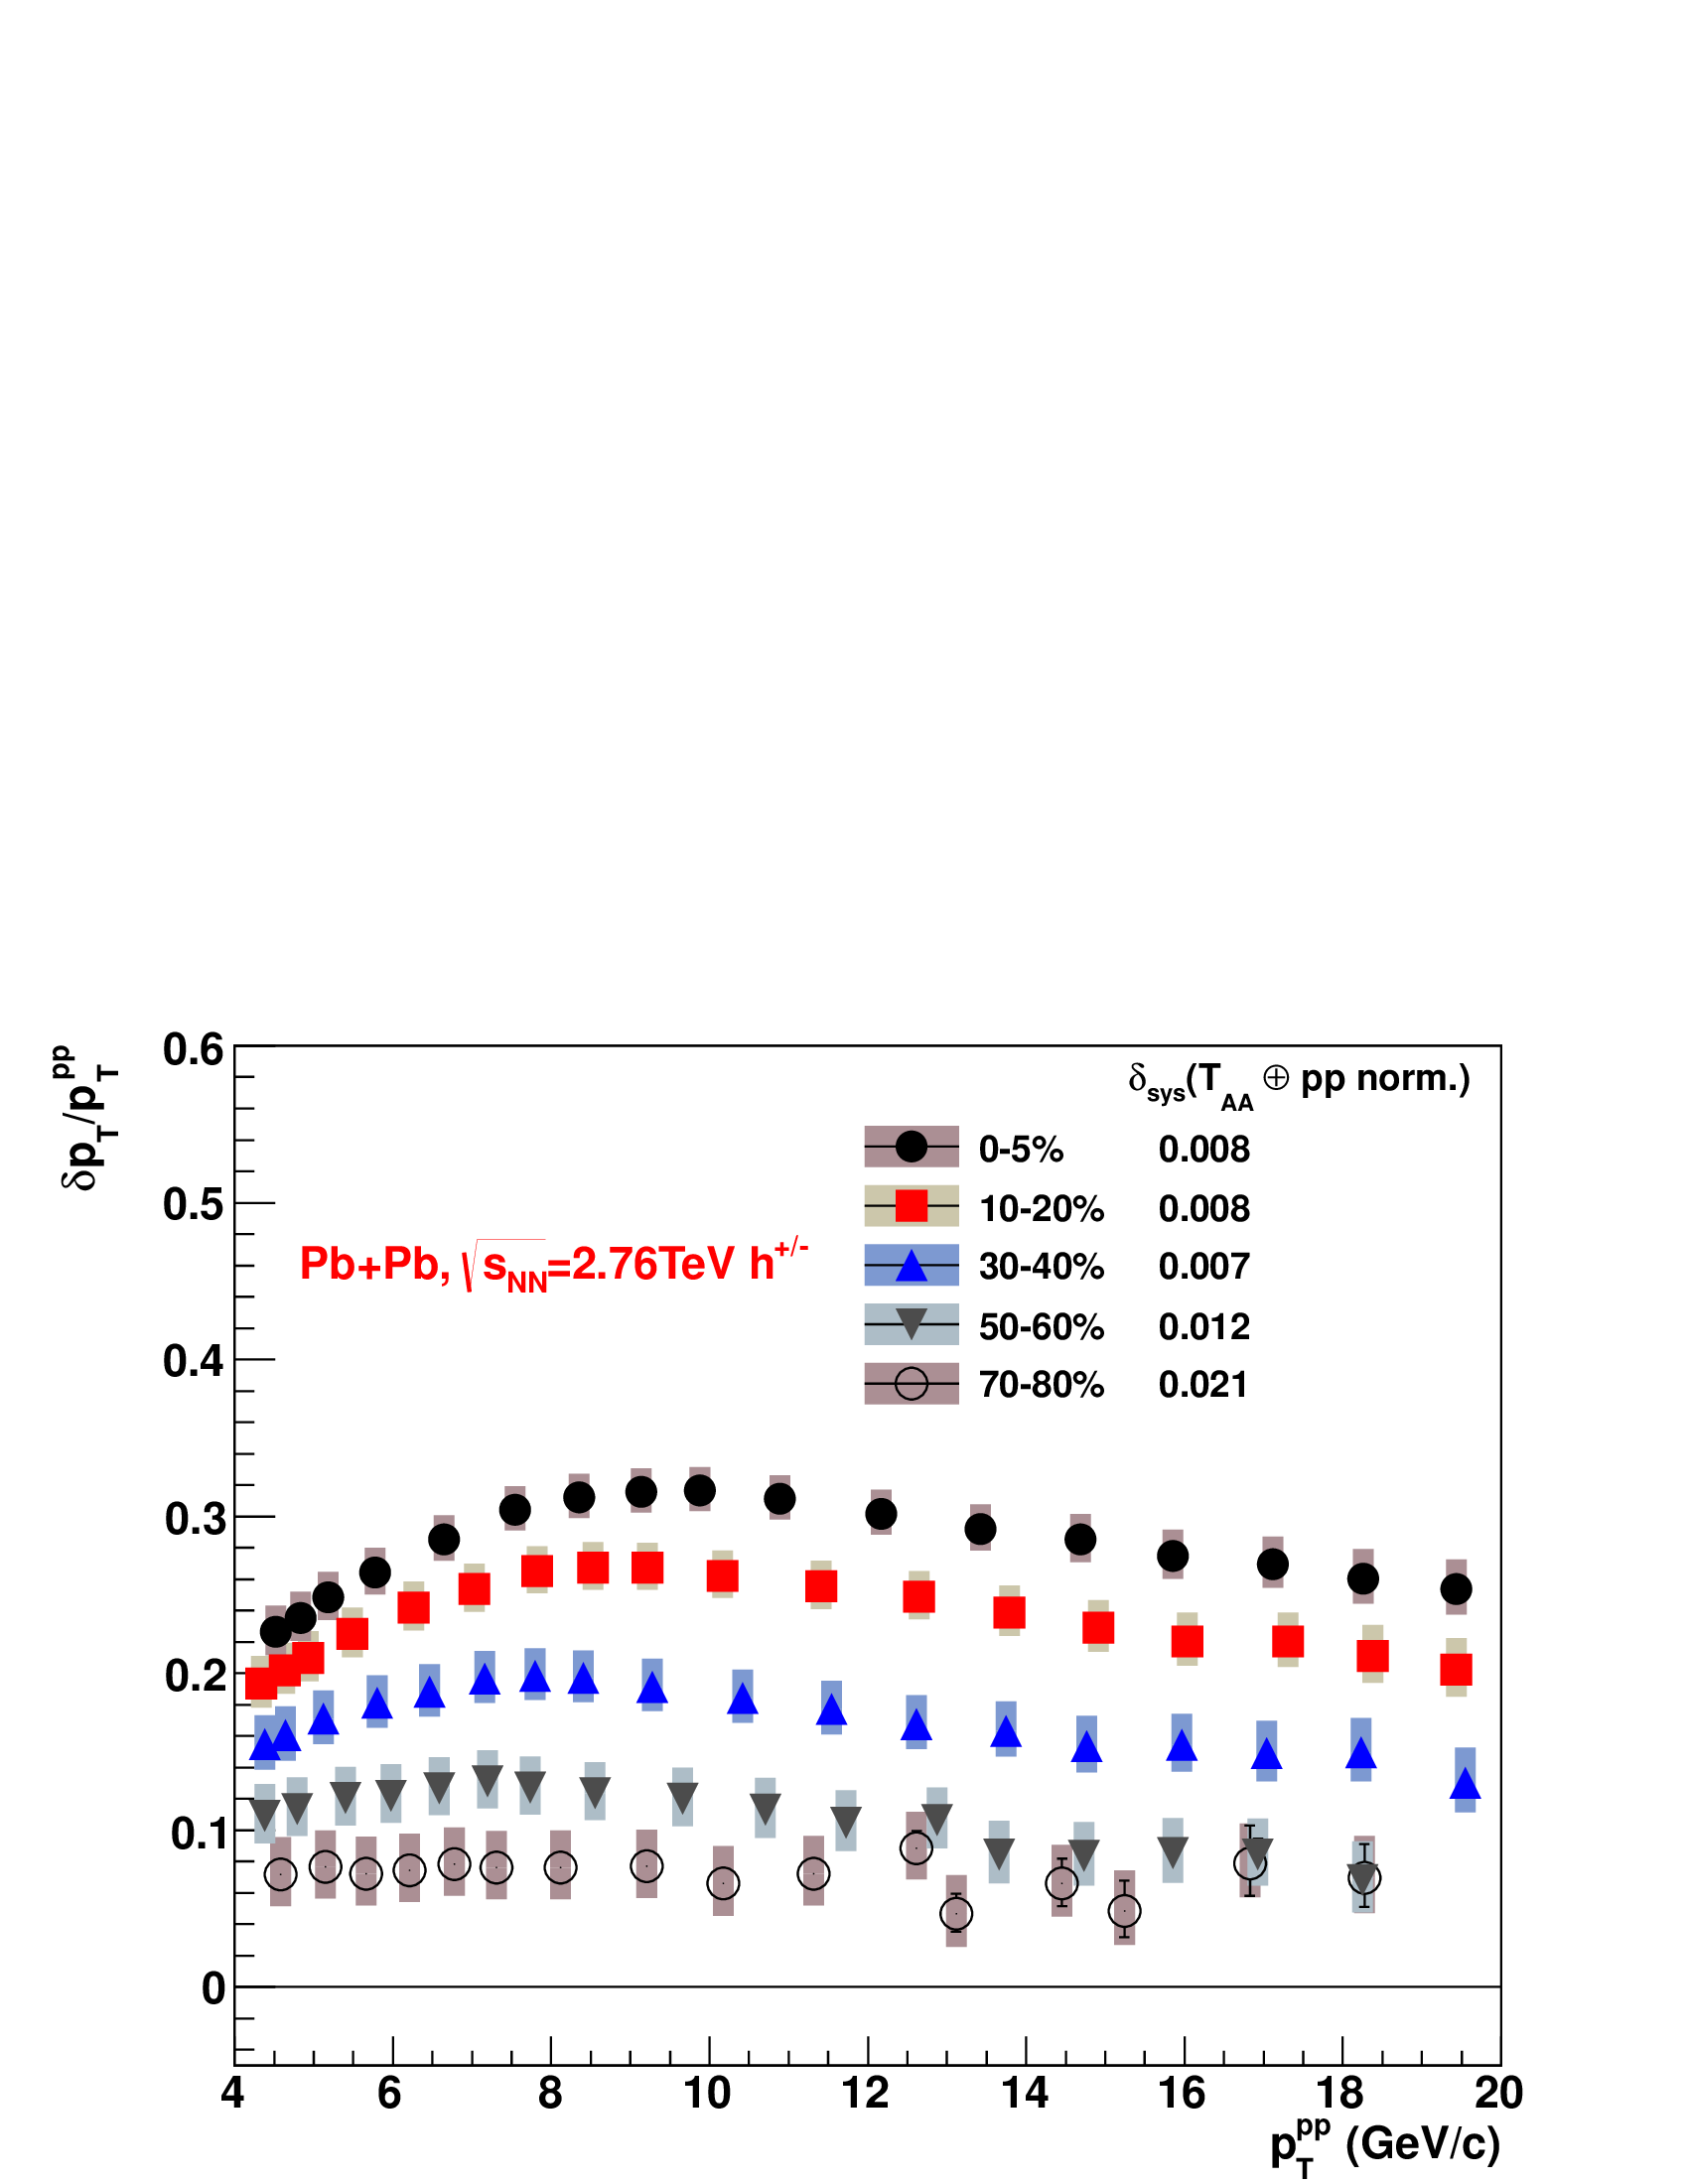 δp_T/p_T^pp
δ_sys(T_AA ⊕ pp norm.)
0-5% 0.008
10-20% 0.008
30-40% 0.007
50-60% 0.012
70-80% 0.021
Pb+Pb, √s_NN=2.76TeV h^+/-
0.6
0.5
0.4
0.3
0.2
0.1
0
4 6 8 10 12 14 16 18 20
p_T^pp (GeV/c)